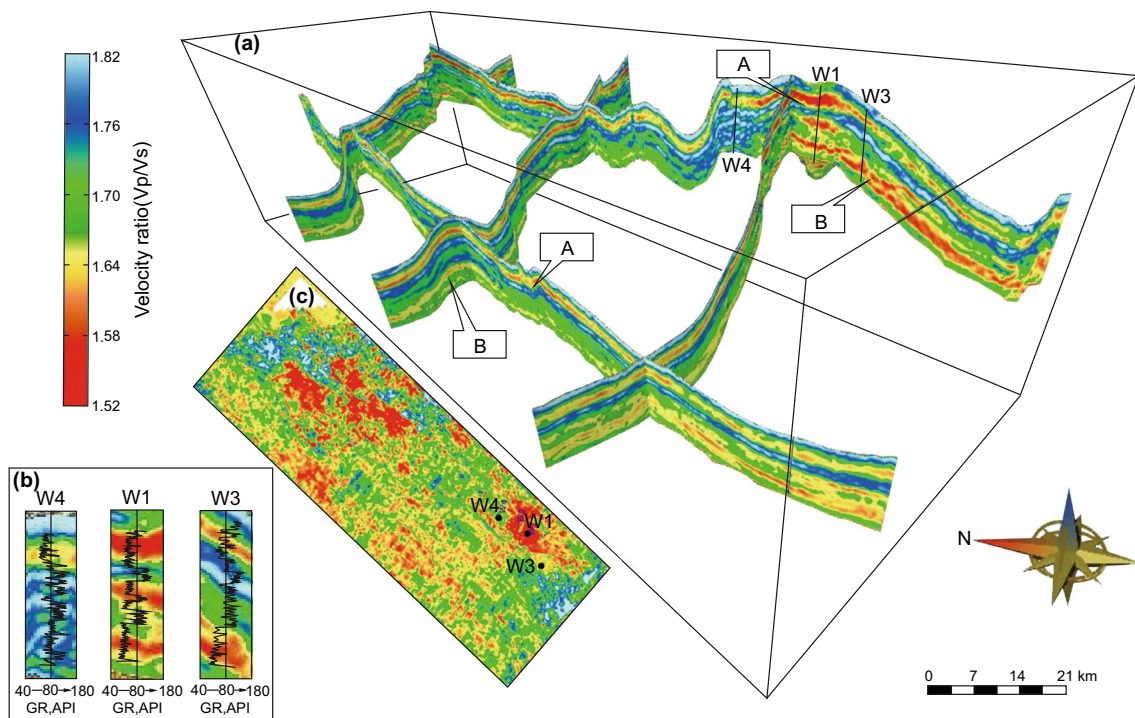 (a)
1.82
1.76
1.70
1.64
1.58
1.52
Velocity ratio(Vp/Vs)
A
W1
W3
W4
B
A
B
(c)
W4
W1
W3
(b)
W4 W1 W3
40 80 180 40 80 180 40 80 180
GR,API GR,API GR,API
N
0 7 14 21 km